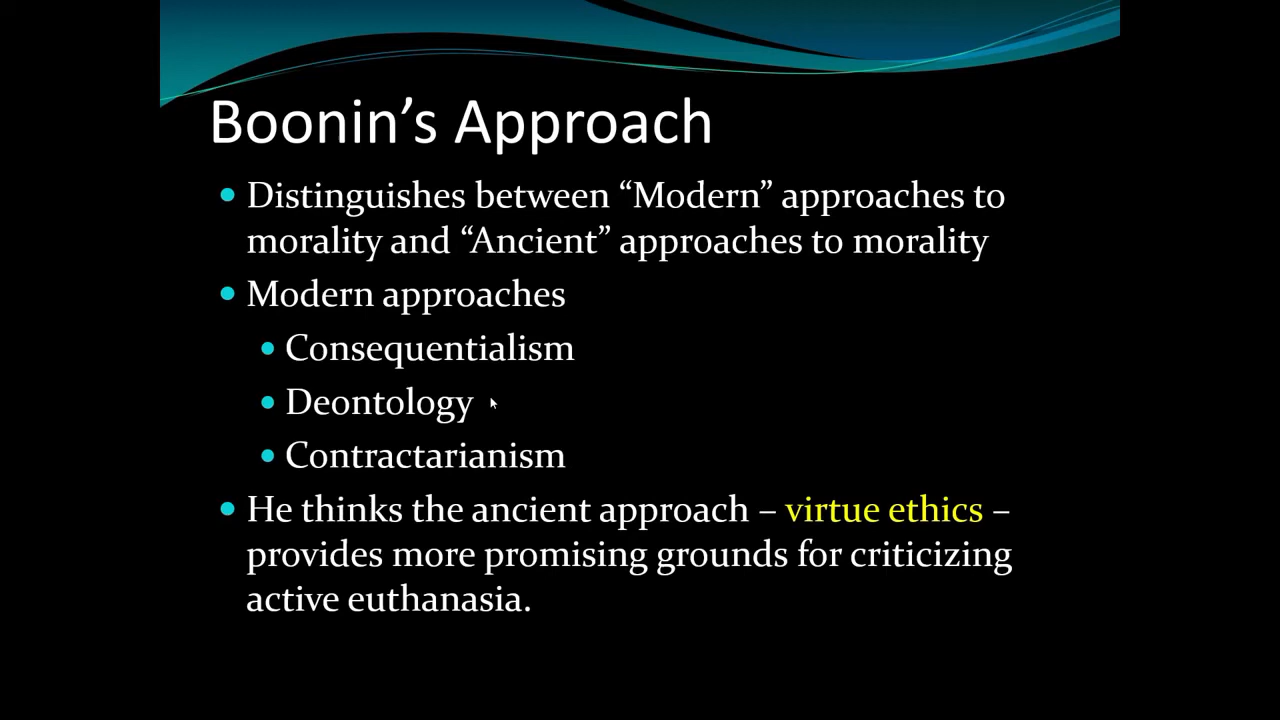 Boonin’s Approach
• Distinguishes between “Modern” approaches to
morality and “Ancient” approaches to morality
• Modern approaches
• Consequentialism
• Deontology
• Contractarianism
• He thinks the ancient approach – virtue ethics –
provides more promising grounds for criticizing
active euthanasia.